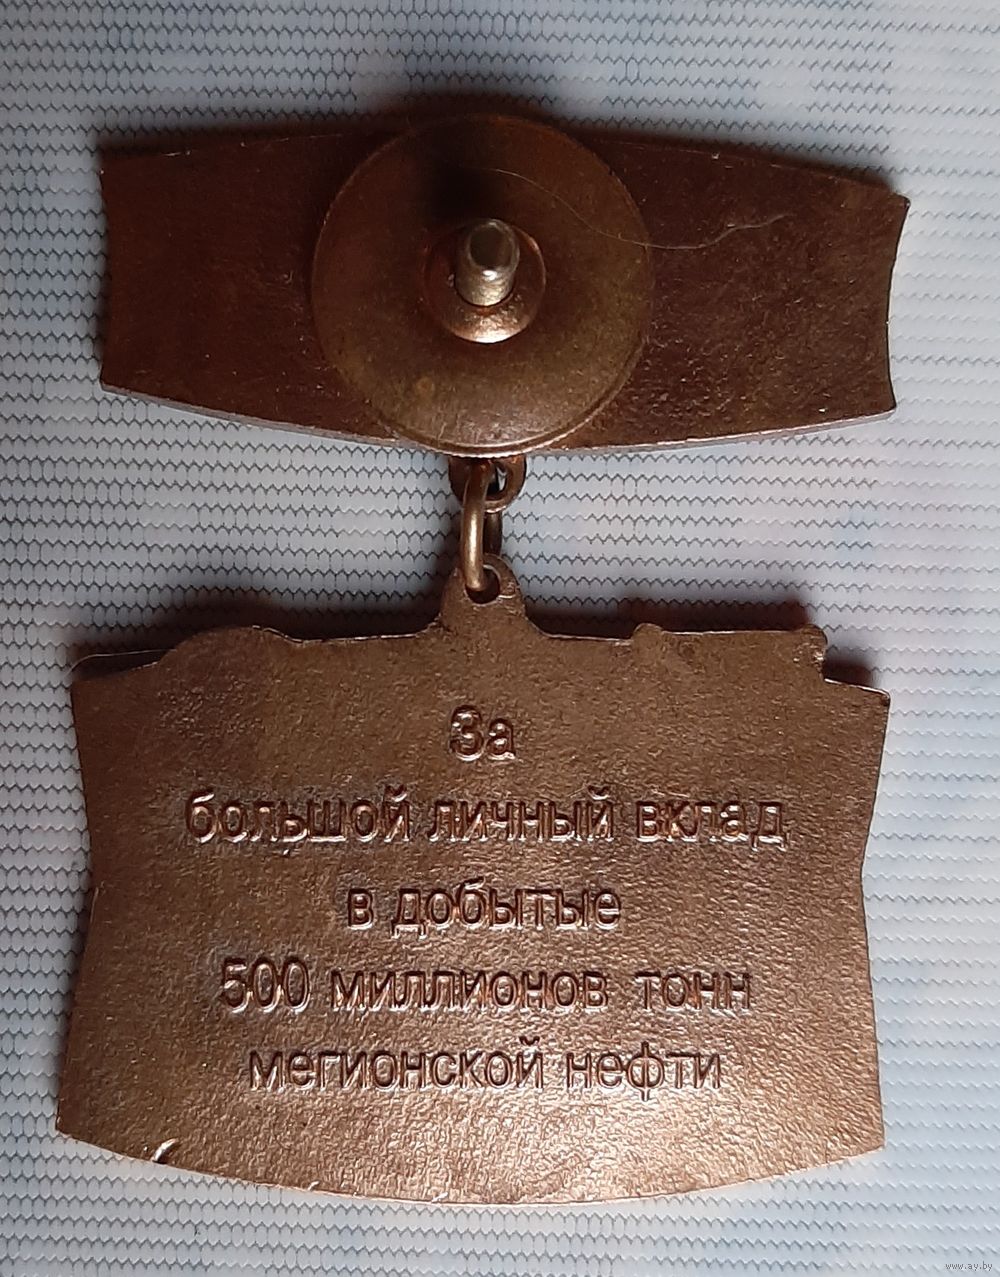 За
большой личный вклад
в добытые
500 миллионов тонн
мегионской нефти
www.ay.by